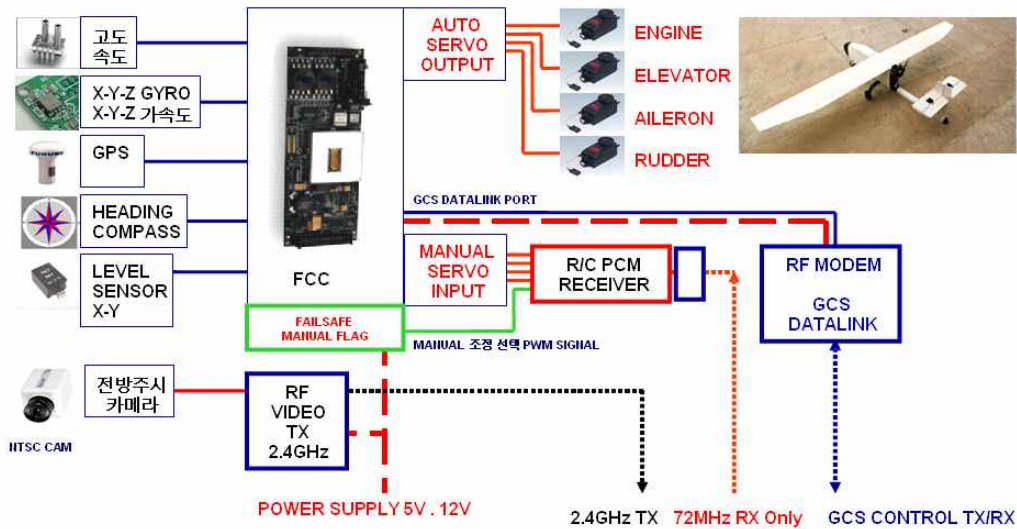 고도
속도
X-Y-Z GYRO
X-Y-Z 가속도
GPS
HEADING
COMPASS
LEVEL
SENSOR
X-Y
FCC
AUTO
SERVO
OUTPUT
ENGINE
ELEVATOR
AILERON
RUDDER
GCS DATALINK PORT
MANUAL
SERVO
INPUT
R/C PCM
RECEIVER
RF MODEM
GCS
DATALINK
FAILSAFE
MANUAL FLAG
MANUAL 조정 선택 PWM SIGNAL
전방주시
카메라
NTSC CAM
RF
VIDEO
TX
2.4GHz
POWER SUPPLY 5V . 12V
2.4GHz TX
72MHz RX Only
GCS CONTROL TX/RX